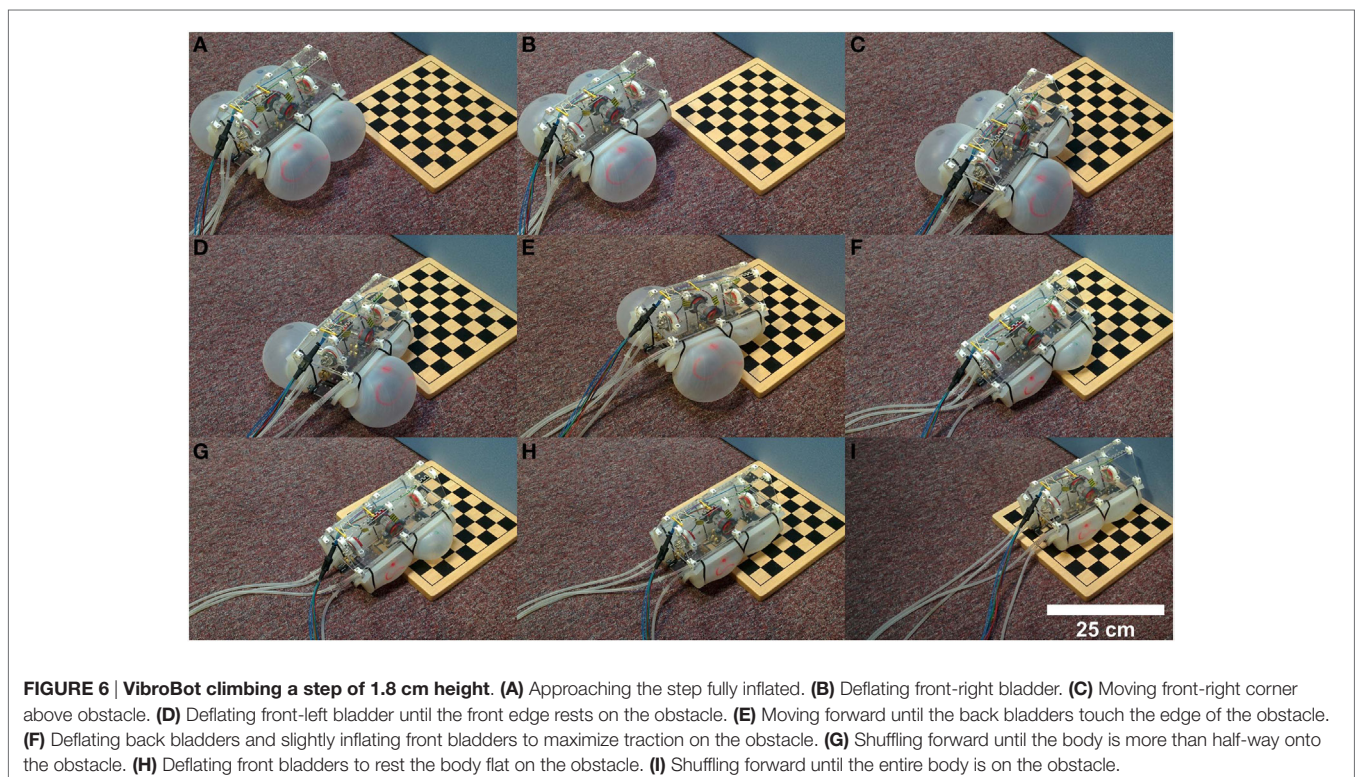 A
B
C
D
E
F
G
H
I
25 cm
FIGURE 6 | VibroBot climbing a step of 1.8 cm height. (A) Approaching the step fully inflated. (B) Deflating front-right bladder. (C) Moving front-right corner
above obstacle. (D) Deflating front-left bladder until the front edge rests on the obstacle. (E) Moving forward until the back bladders touch the edge of the obstacle.
(F) Deflating back bladders and slightly inflating front bladders to maximize traction on the obstacle. (G) Shuffling forward until the body is more than half-way onto
the obstacle. (H) Deflating front bladders to rest the body flat on the obstacle. (I) Shuffling forward until the entire body is on the obstacle.